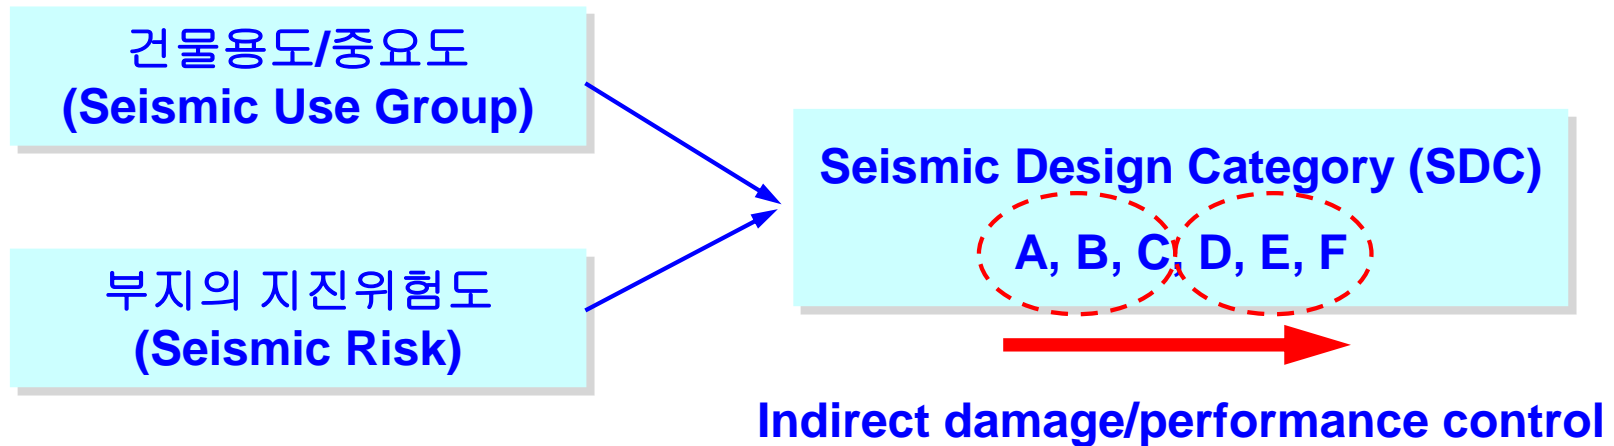 건물용도/중요도
(Seismic Use Group)
부지의 지진위험도
(Seismic Risk)
Seismic Design Category (SDC)
A, B, C, D, E, F
Indirect damage/performance control